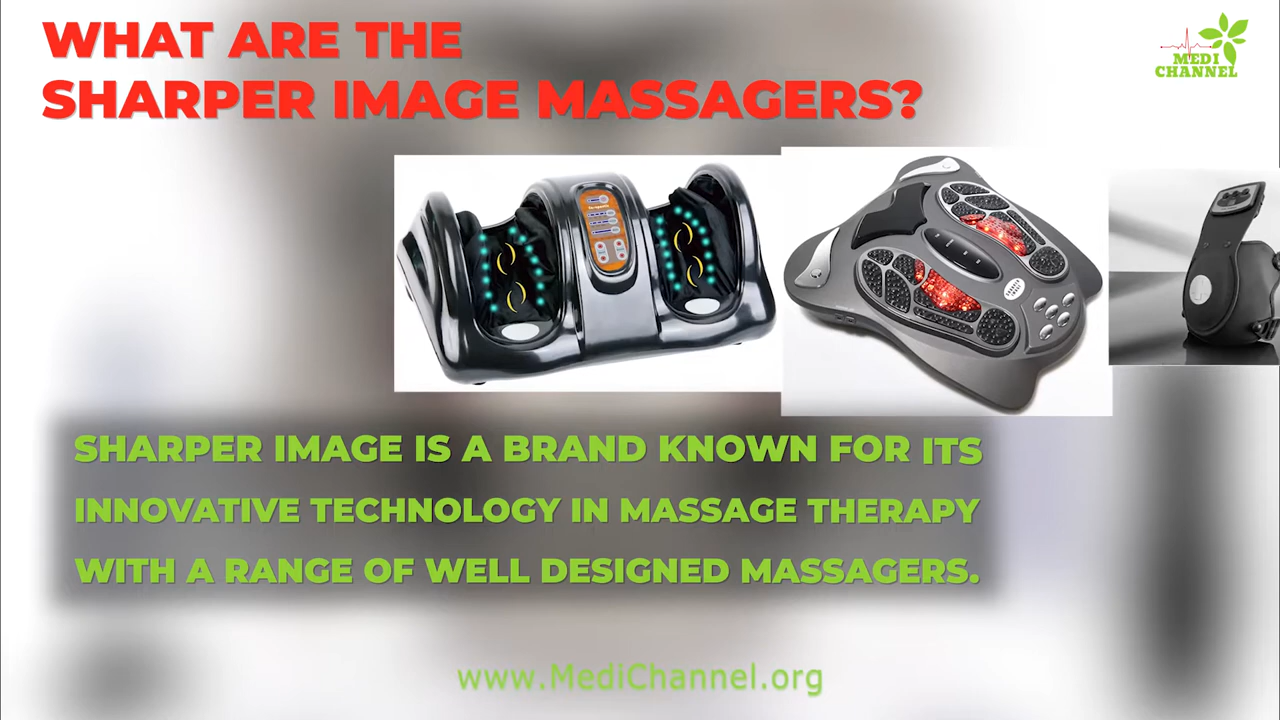 WHAT ARE THE
SHARPER IMAGE MASSAGERS?
MEDI
CHANNEL
SHARPER IMAGE IS A BRAND KNOWN FOR ITS
INNOVATIVE TECHNOLOGY IN MASSAGE THERAPY
WITH A RANGE OF WELL DESIGNED MASSAGERS.
www.MediChannel.org